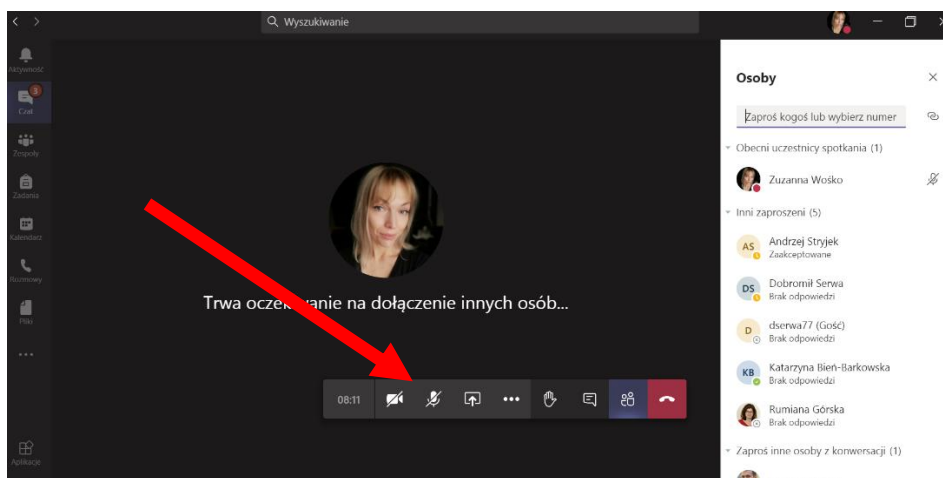 Wyszukiwanie
Aktywność
3
Czat
Zespoły
Zadania
Kalendarz
Rozmowy
Pliki
Aplikacje
Trwa oczekiwanie na dołączenie innych osób...
08:11
Osoby
Zaproś kogoś lub wybierz numer
Obecni uczestnicy spotkania (1)
Zuzanna Wośko
Inni zaproszeni (5)
AS
Andrzej Stryjek
Zaakceptowane
DS
Dobromił Serwa
Brak odpowiedzi
D
dserwa77 (Gość)
Brak odpowiedzi
KB
Katarzyna Bień-Barkowska
Brak odpowiedzi
Rumiana Górska
Brak odpowiedzi
Zaproś inne osoby z konwersacji (1)